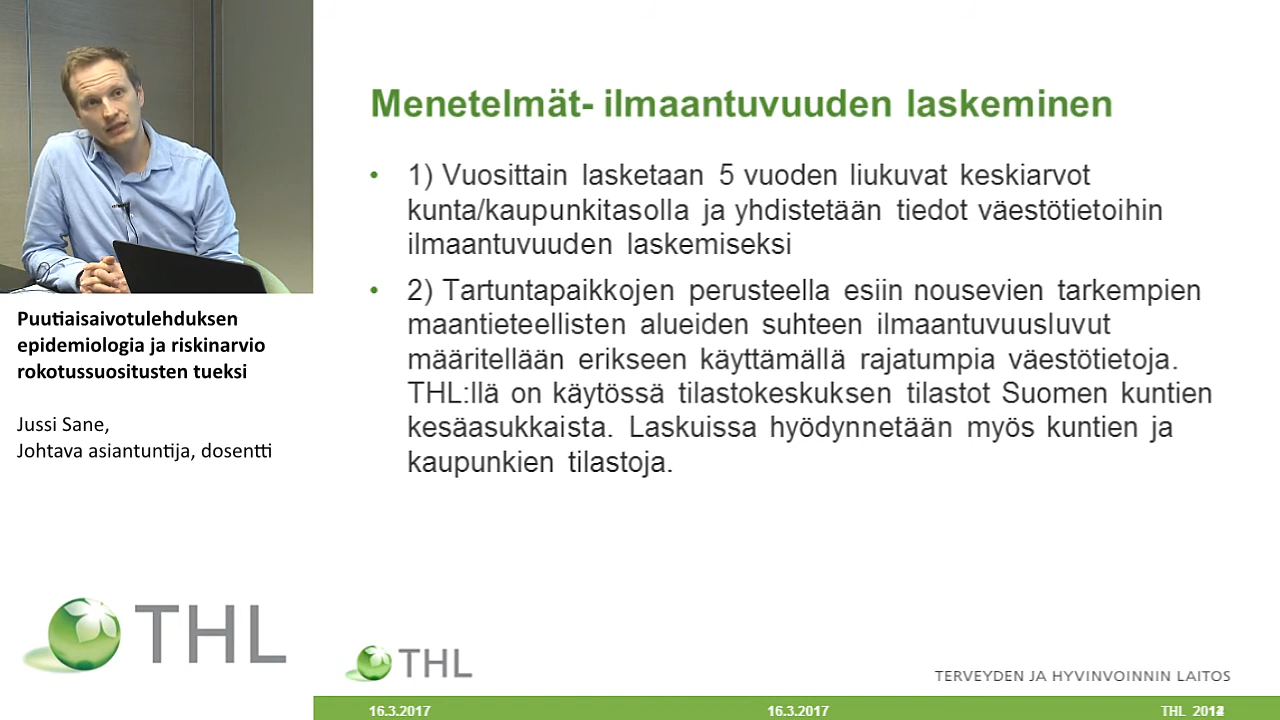 Menetelmät- ilmaantuvuuden laskeminen
• 1) Vuosittain lasketaan 5 vuoden liukuvat keskiarvot
kunta/kaupunkitasolla ja yhdistetään tiedot väestötietoihin
ilmaantuvuuden laskemiseksi
• 2) Tartuntapaikkojen perusteella esiin nousevien tarkempien
maantieteellisten alueiden suhteen ilmaantuvuusluvut
määritellään erikseen käyttämällä rajatumpia väestötietoja.
THL:llä on käytössä tilastokeskuksen tilastot Suomen kuntien
kesäasukkaista. Laskuissa hyödynnetään myös kuntien ja
kaupunkien tilastoja.
Puutiaisaivotulehduksen
epidemiologia ja riskinarvio
rokotussuositusten tueksi
Jussi Sane,
Johtava asiantuntija, dosentti
THL
THL
TERVEYDEN JA HYVINVOINNIN LAITOS
16.3.2017
16.3.2017
THL